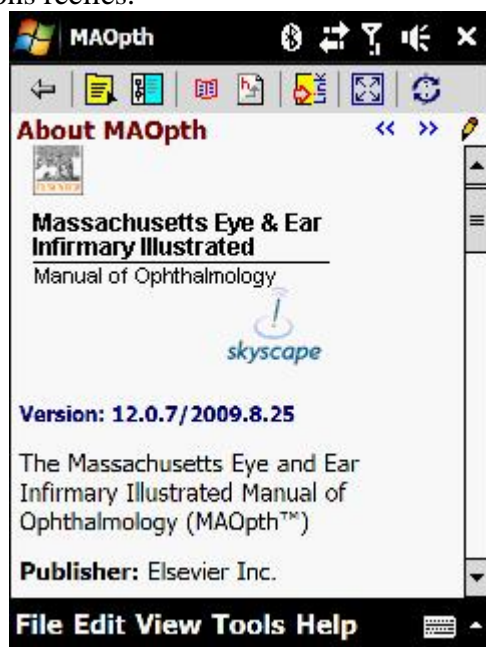 MAOpth
About MAOpth
<< >>
Massachusetts Eye & Ear
Infirmary Illustrated
Manual of Ophthalmology
skyscape
Version: 12.0.7/2009.8.25
The Massachusetts Eye and Ear
Infirmary Illustrated Manual of
Ophthalmology (MAOpth™)
Publisher: Elsevier Inc.
File Edit View Tools Help